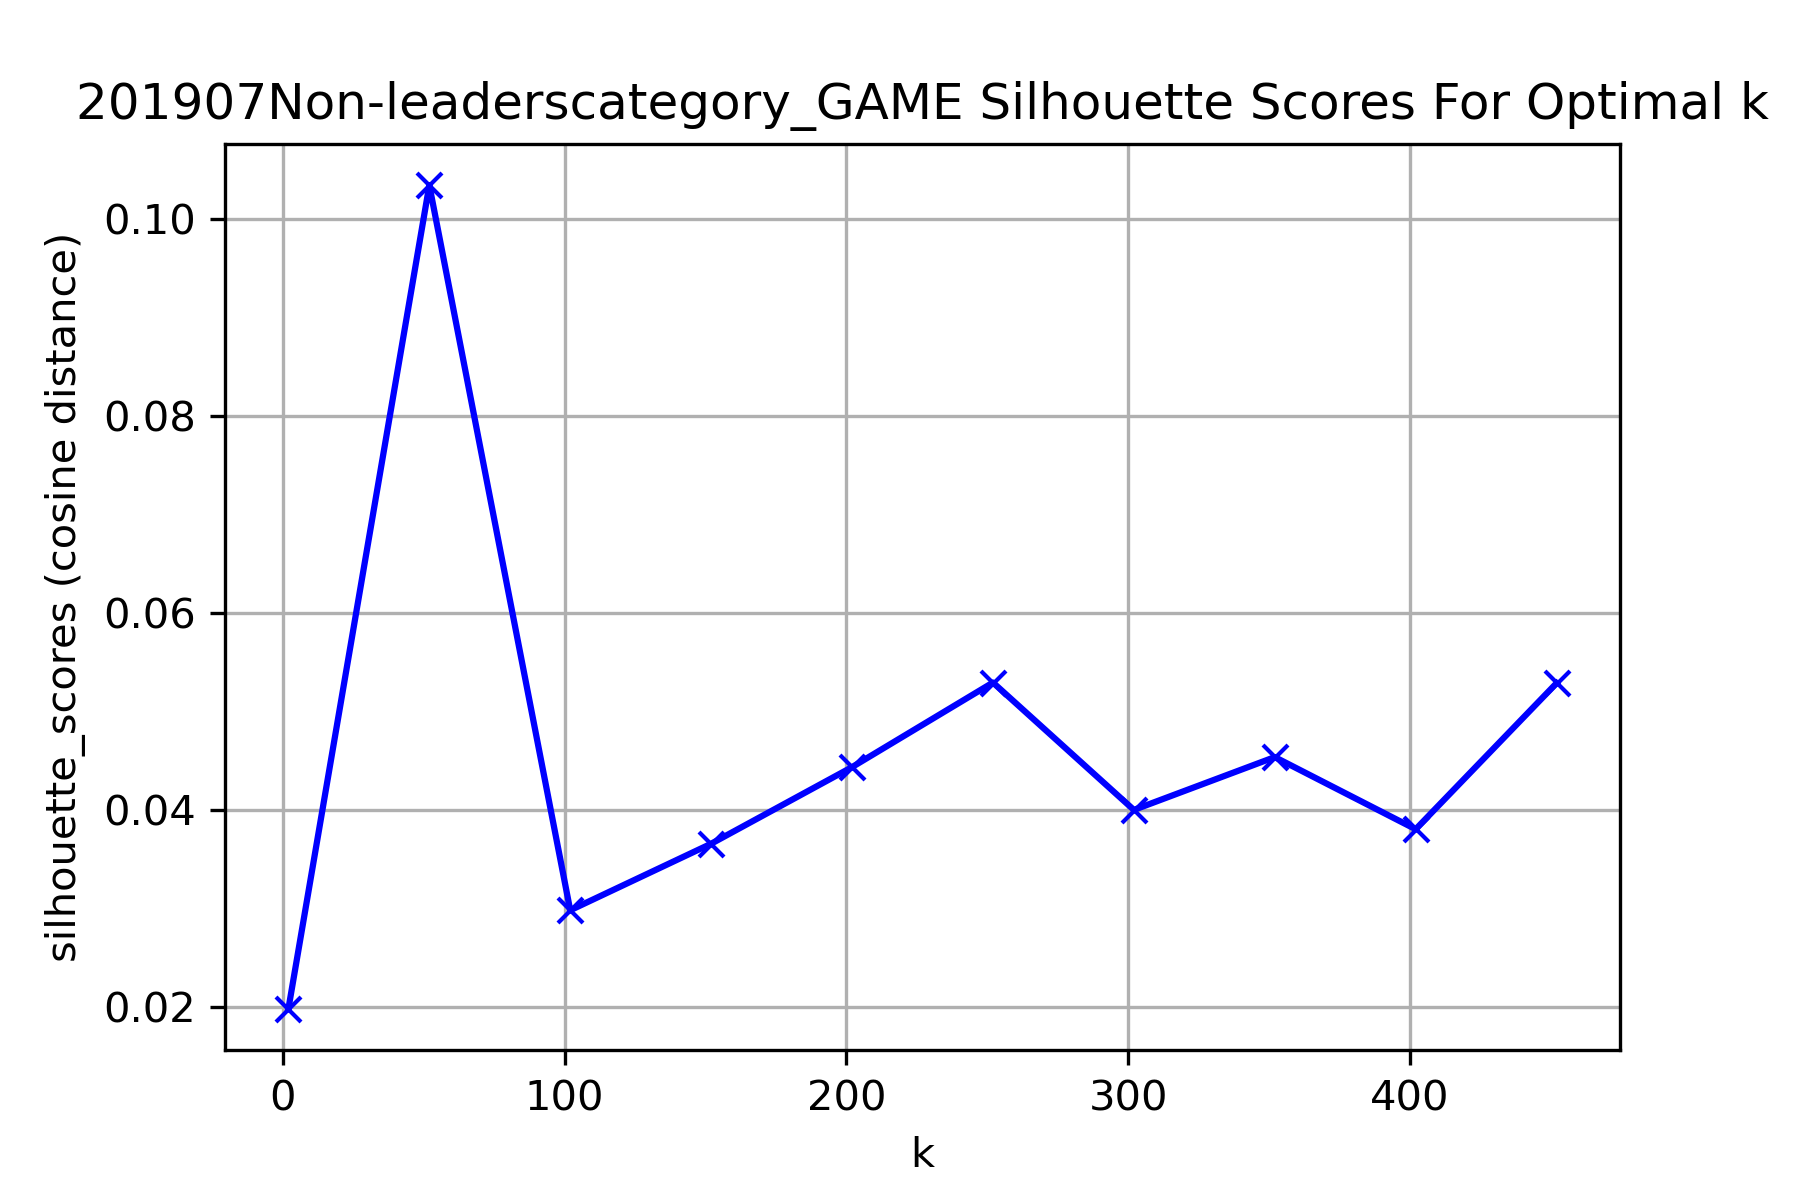 201907Non-leaderscategory_GAME Silhouette Scores For Optimal k
silhouette_scores (cosine distance)
0.10
0.08
0.06
0.04
0.02
0 100 200 300 400
k